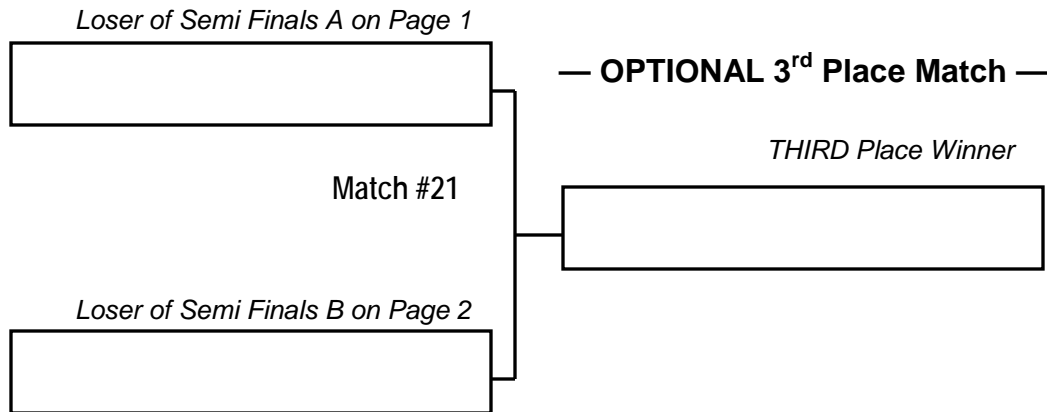 Loser of Semi Finals A on Page 1
— OPTIONAL 3rd Place Match —
THIRD Place Winner
Match #21
Loser of Semi Finals B on Page 2